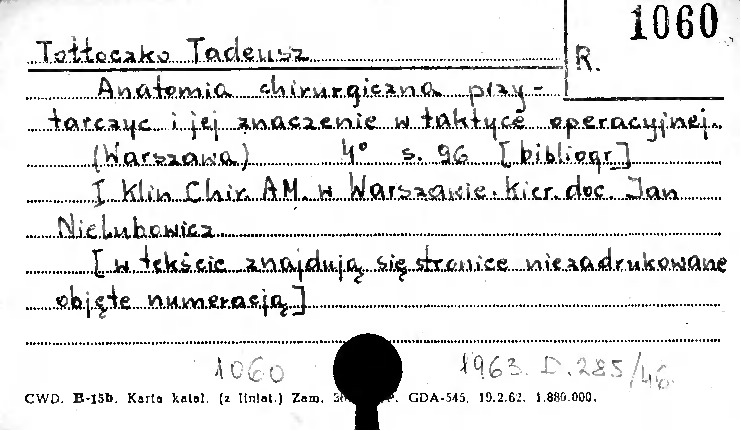 1060
R.
Tołłoczko Tadeusz
Anatomia chirurgiczna przy-
tarczyc i jej znaczenie w taktyce operacyjnej.
(Warszawa) 4° s. 96 [bibliogr.]
I Klin. Chir. AM. w Warszawie. kier. doc. Jan
Nielubowicz
[w tekście znajdują się stronice niezadrukowane
objęte numeracją]
1060 1963. D. 285/46.
CWD. B-15b. Karta katal. (z liniat.) Zam. GDA-545. 19.2.62. 1.880.000.